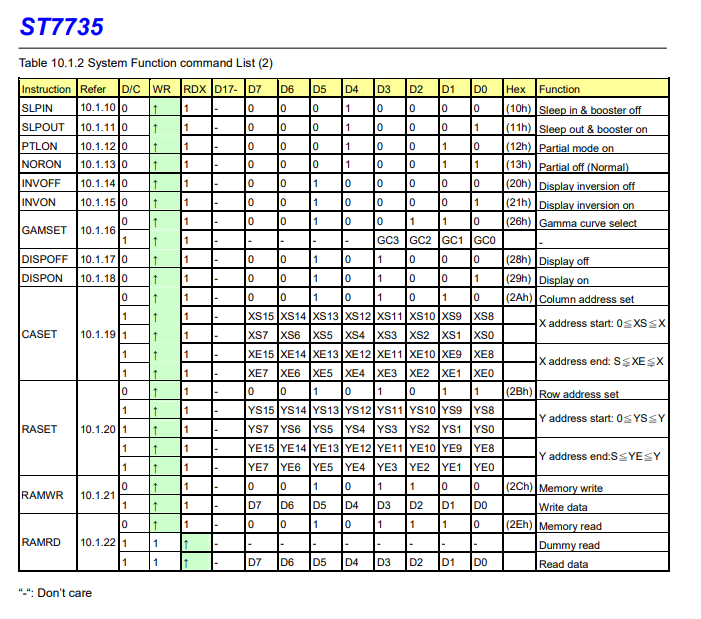 ST7735
Table 10.1.2 System Function command List (2)
Instruction Refer D/C WR RDX D17- D7 D6 D5 D4 D3 D2 D1 D0 Hex Function
SLPIN 10.1.10 0 ↑ 1 - 0 0 0 1 0 0 0 0 (10h) Sleep in & booster off
SLPOUT 10.1.11 0 ↑ 1 - 0 0 0 1 0 0 0 1 (11h) Sleep out & booster on
PTLON 10.1.12 0 ↑ 1 - 0 0 0 1 0 0 1 0 (12h) Partial mode on
NORON 10.1.13 0 ↑ 1 - 0 0 0 1 0 0 1 1 (13h) Partial off (Normal)
INVOFF 10.1.14 0 ↑ 1 - 0 0 1 0 0 0 0 0 (20h) Display inversion off
INVON 10.1.15 0 ↑ 1 - 0 0 1 0 0 0 0 1 (21h) Display inversion on
GAMSET 10.1.16 0 ↑ 1 - 0 0 1 0 0 1 1 0 (26h) Gamma curve select
1 ↑ 1 - - - - - GC3 GC2 GC1 GC0 -
DISPOFF 10.1.17 0 ↑ 1 - 0 0 1 0 1 0 0 0 (28h) Display off
DISPON 10.1.18 0 ↑ 1 - 0 0 1 0 1 0 0 1 (29h) Display on
CASET 10.1.19 0 ↑ 1 - 0 0 1 0 1 0 1 0 (2Ah) Column address set
1 ↑ 1 XS15 XS14 XS13 XS12 XS11 XS10 XS9 XS8 X address start: 0≦XS≦X
1 ↑ 1 XS7 XS6 XS5 XS4 XS3 XS2 XS1 XS0
1 ↑ 1 XE15 XE14 XE13 XE12 XE11 XE10 XE9 XE8 X address end: S≦XE≦X
1 ↑ 1 XE7 XE6 XE5 XE4 XE3 XE2 XE1 XE0
RASET 10.1.20 0 ↑ 1 - 0 0 1 0 1 0 1 1 (2Bh) Row address set
1 ↑ 1 YS15 YS14 YS13 YS12 YS11 YS10 YS9 YS8 Y address start: 0≦YS≦Y
1 ↑ 1 YS7 YS6 YS5 YS4 YS3 YS2 YS1 YS0
1 ↑ 1 YE15 YE14 YE13 YE12 YE11 YE10 YE9 YE8 Y address end:S≦YE≦Y
1 ↑ 1 YE7 YE6 YE5 YE4 YE3 YE2 YE1 YE0
RAMWR 10.1.21 0 ↑ 1 - 0 0 1 0 1 1 0 0 (2Ch) Memory write
1 ↑ 1 - D7 D6 D5 D4 D3 D2 D1 D0 Write data
RAMRD 10.1.22 0 ↑ 1 - 0 0 1 0 1 1 1 0 (2Eh) Memory read
1 1 ↑ - - - - - - - - - Dummy read
1 1 ↑ - D7 D6 D5 D4 D3 D2 D1 D0 Read data
"-": Don't care